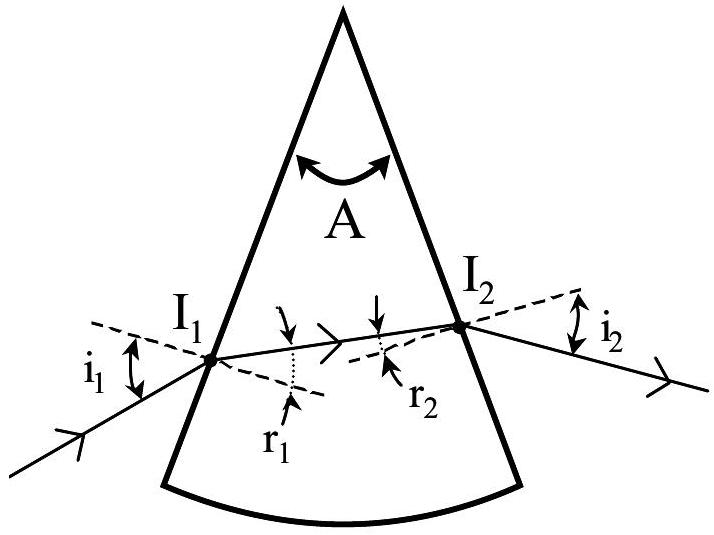 A
I₁
I₂
i₁
i₂
r₁
r₂